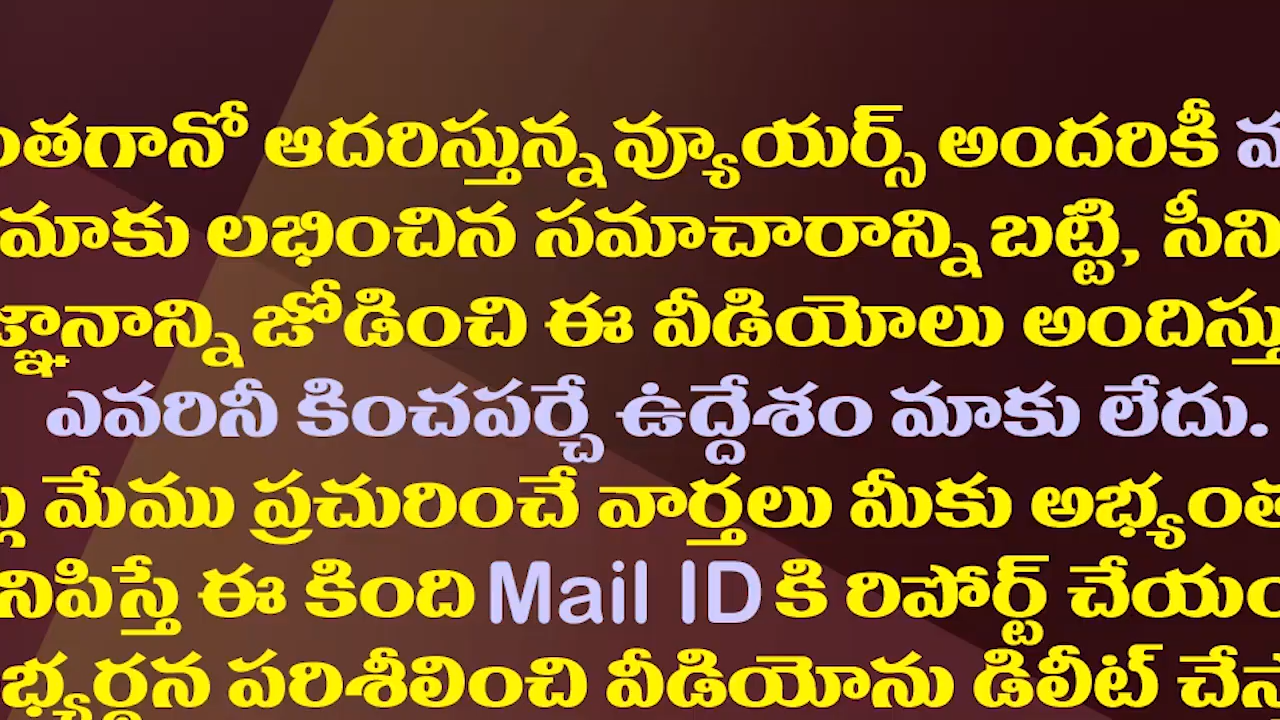 ఆదరిస్తున్న వ్యూయర్స్ అందరికీ
మాకు లభించిన సమాచారాన్ని బట్టి,
జోడించి ఈ వీడియోలు
ఎవరినీ కించపర్చే ఉద్దేశం మాకు లేదు.
మేము ప్రచురించే వార్తలు మీకు
ఈ కింది Mail ID కి రిపోర్ట్
పరిశీలించి వీడియోను డిలీట్